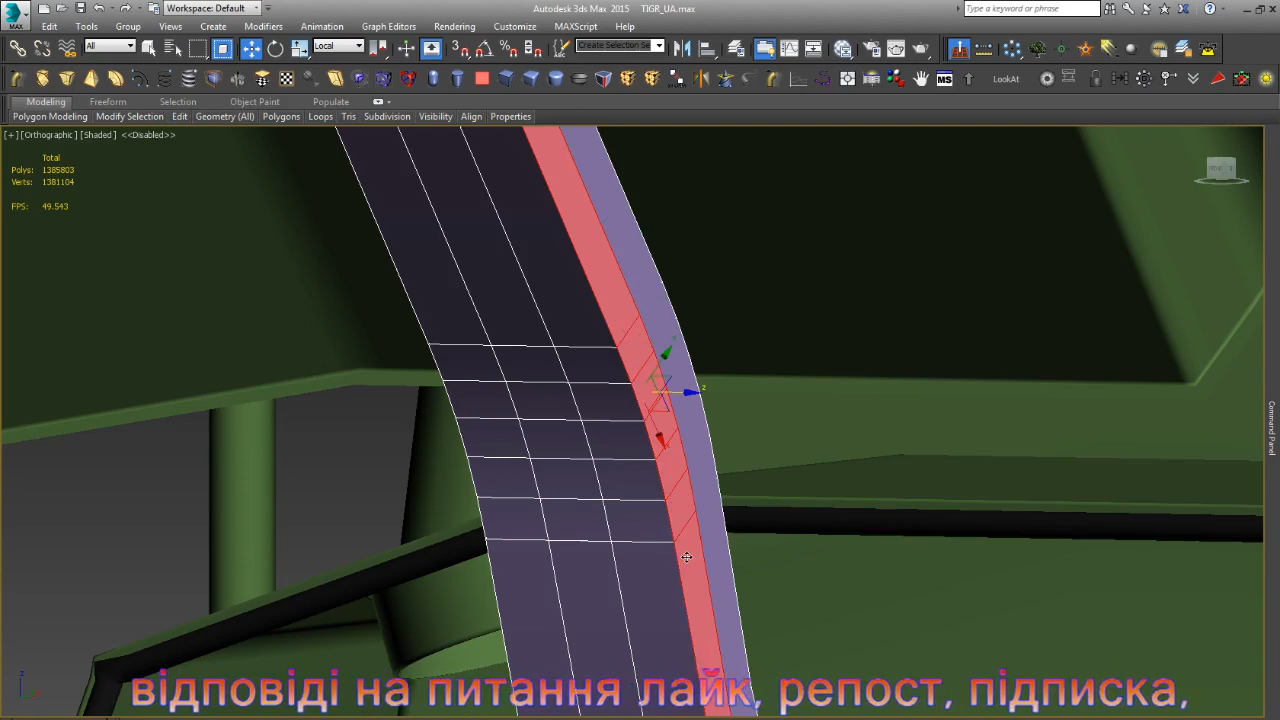 Workspace: Default
Autodesk 3ds Max 2015
TIGR_UA.max
Type a keyword or phrase
MAX
Edit
Tools
Group
Views
Create
Modifiers
Animation
Graph Editors
Rendering
Customize
MAXScript
Help
All
Local
Create Selection Se
MS
LookAt
Modeling
Freeform
Selection
Object Paint
Populate
Polygon Modeling
Modify Selection
Edit
Geometry (All)
Polygons
Loops
Tris
Subdivision
Visibility
Align
Properties
[+] [Orthographic] [Shaded] <<Disabled>>
Total
Polys: 1385803
Verts: 1381104
FPS: 49.543
z
Command Panel
z
відповіді на питання лайк, репост, підписка,